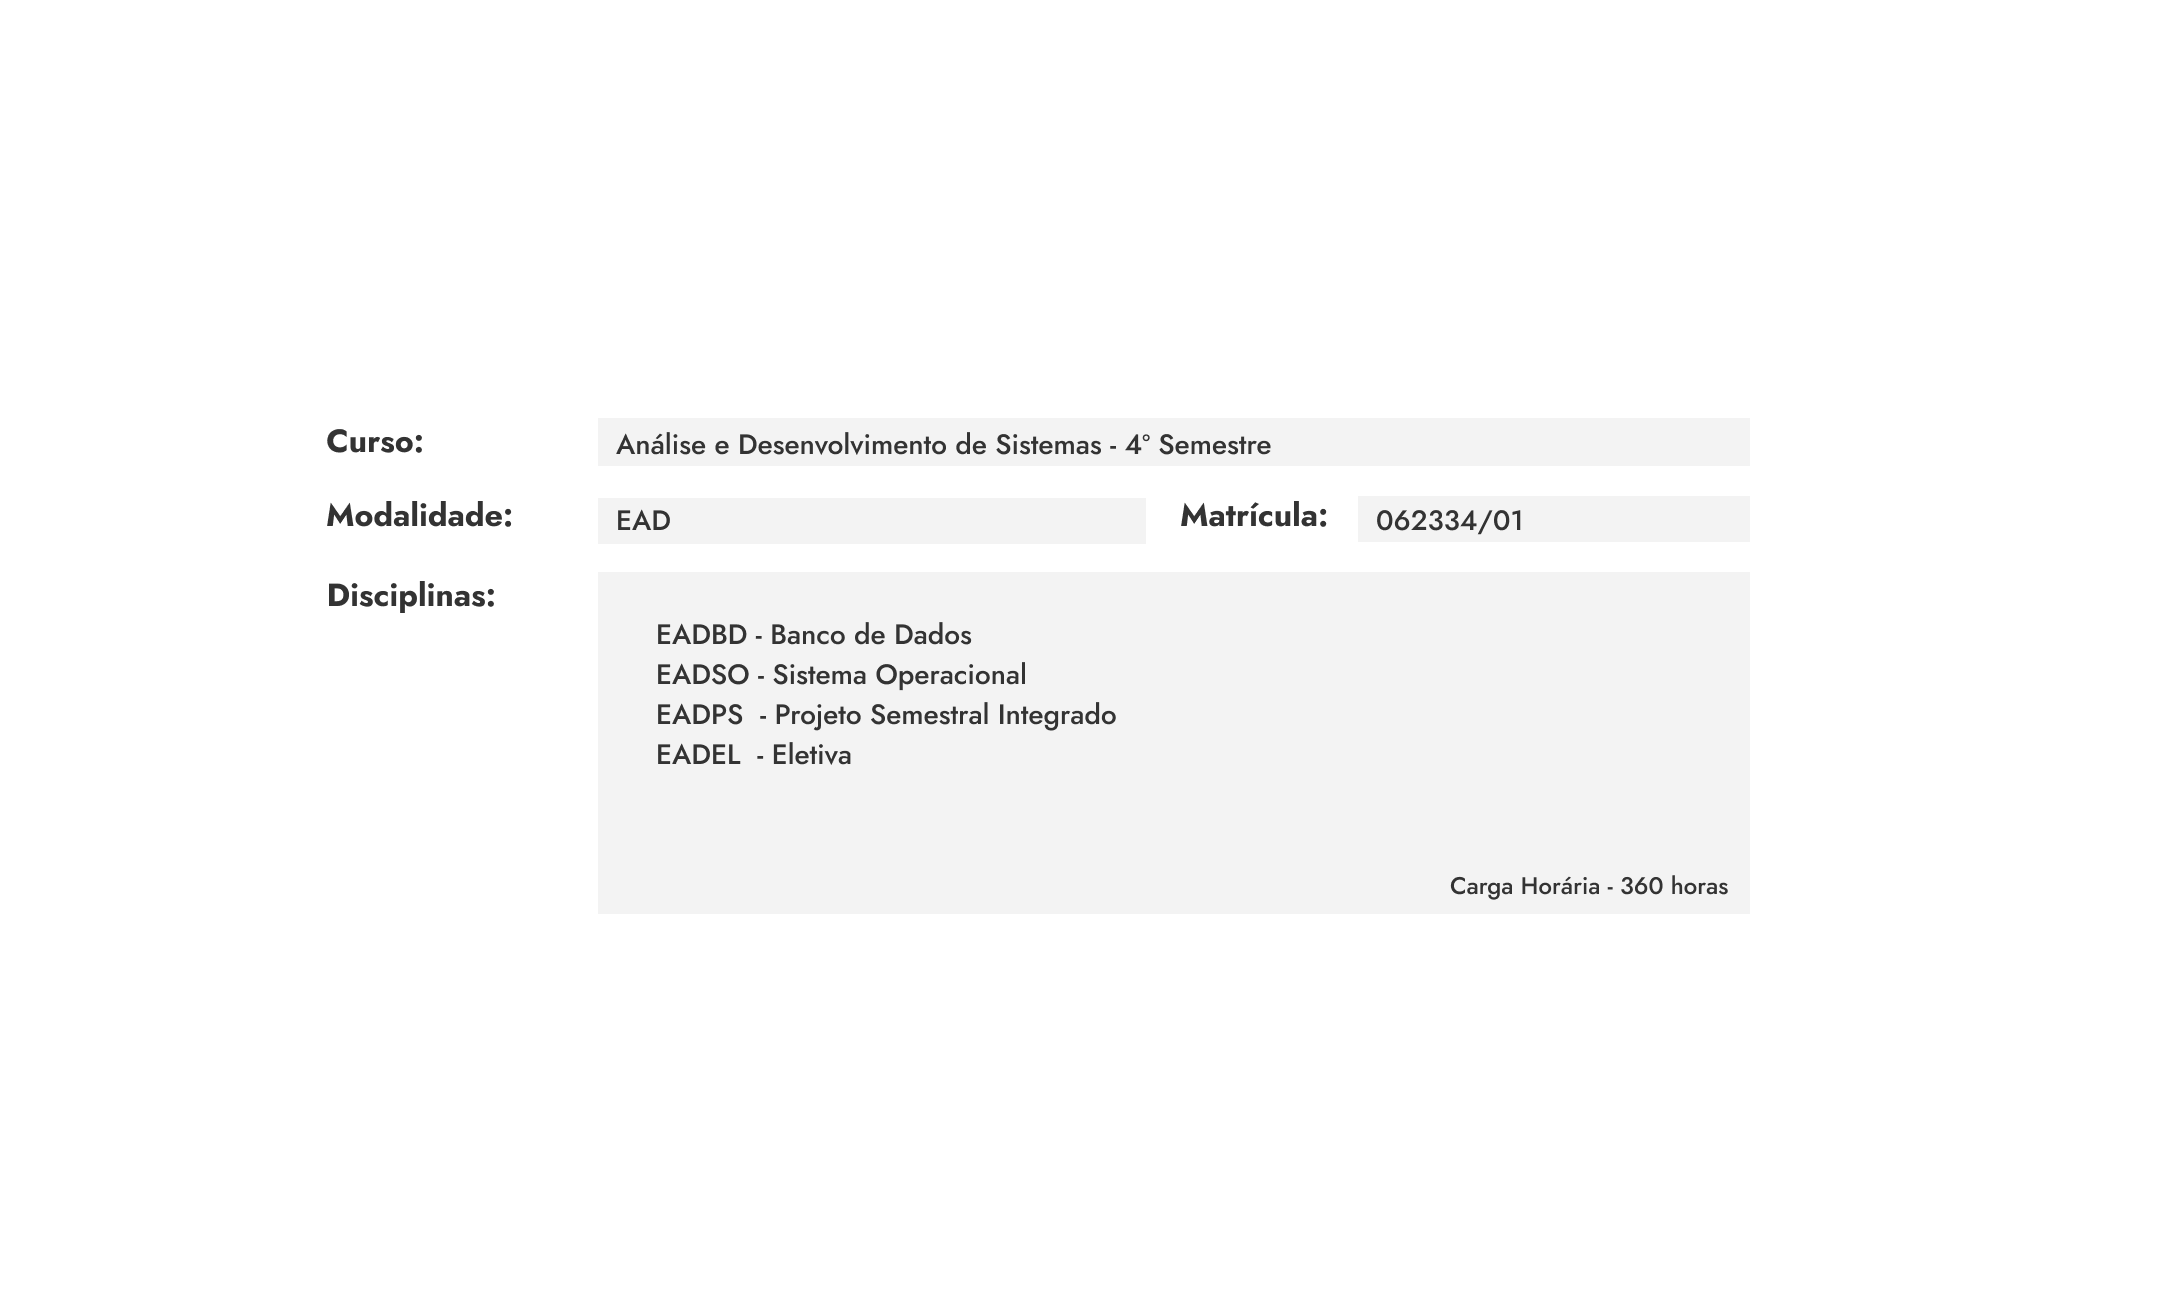 Curso: Análise e Desenvolvimento de Sistemas - 4° Semestre
Modalidade: EAD Matrícula: 062334/01
Disciplinas:
EADBD - Banco de Dados
EADSO - Sistema Operacional
EADPS - Projeto Semestral Integrado
EADEL - Eletiva
Carga Horária - 360 horas